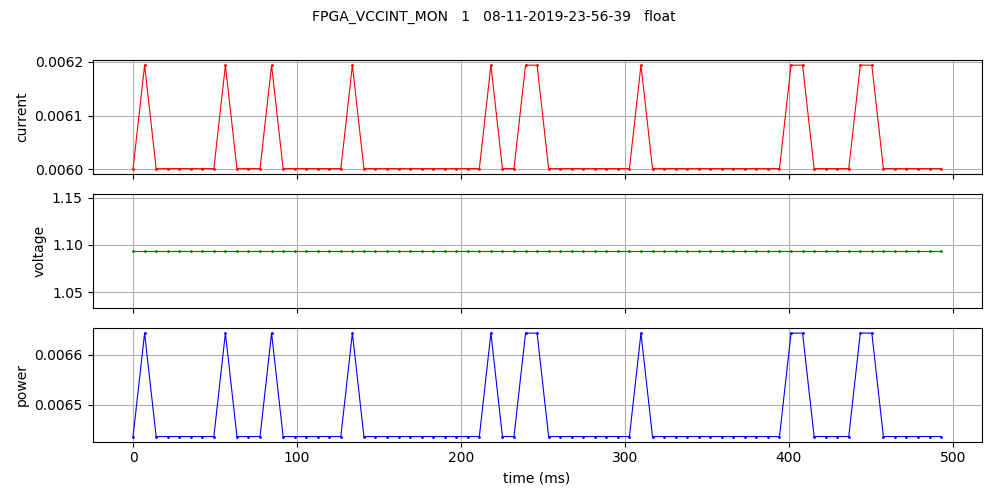 FPGA_VCCINT_MON   1   08-11-2019-23-56-39   float
0.0062
0.0061
0.0060
current
1.15
1.10
1.05
voltage
0.0066
0.0065
power
0 100 200 300 400 500
time (ms)